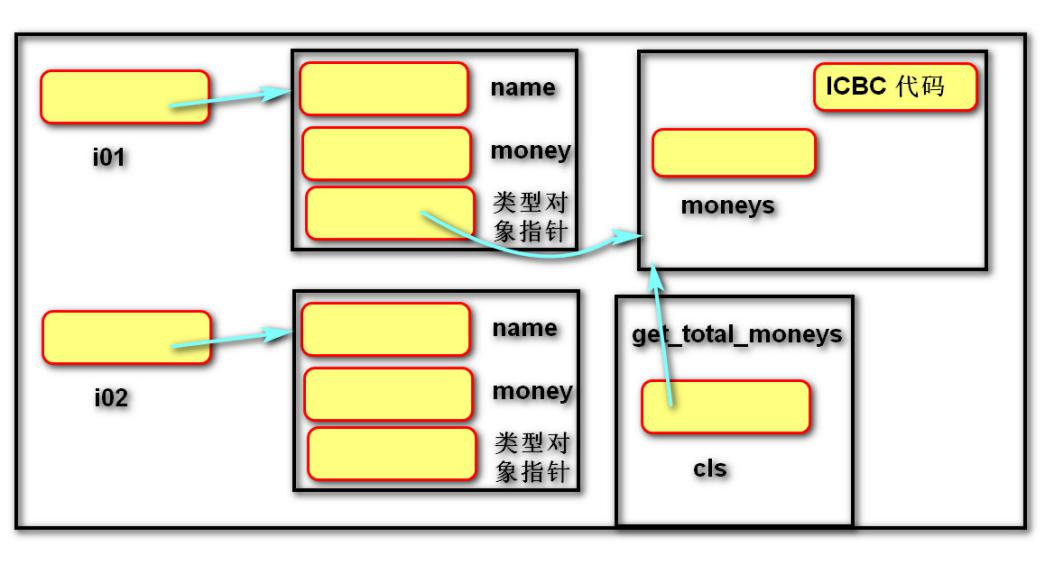 i01
name
money
类型对
象指针
ICBC 代码
moneys
i02
name
money
类型对
象指针
get_total_moneys
cls